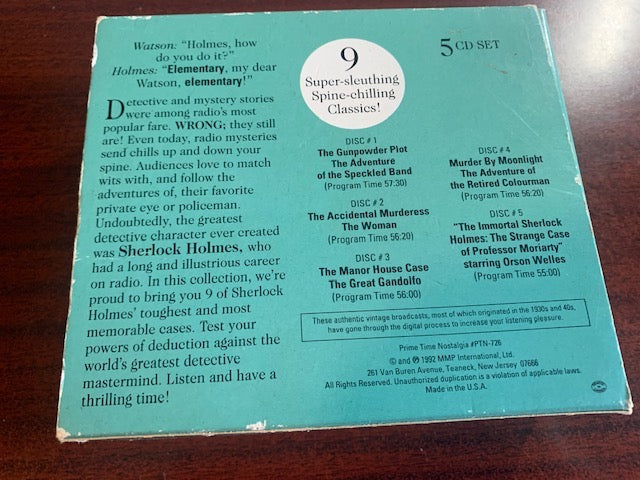 Watson: "Holmes, how
do you do it?"
Holmes: "Elementary, my dear
Watson, elementary!"
Detective and mystery stories
were among radio's most
popular fare. WRONG; they still
are! Even today, radio mysteries
send chills up and down your
spine. Audiences love to match
wits with, and follow the
adventures of, their favorite
private eye or policeman.
Undoubtedly, the greatest
detective character ever created
was Sherlock Holmes, who
had a long and illustrious career
on radio. In this collection, we're
proud to bring you 9 of Sherlock
Holmes' toughest and most
memorable cases. Test your
powers of deduction against the
world's greatest detective
mastermind. Listen and have a
thrilling time!
9
Super-sleuthing
Spine-chilling
Classics!
5 CD SET
DISC # 1
The Gunpowder Plot
The Adventure
of the Speckled Band
(Program Time 57:30)
DISC # 2
The Accidental Murderess
The Woman
(Program Time 56:20)
DISC # 3
The Manor House Case
The Great Gandolfo
(Program Time 56:00)
DISC # 4
Murder By Moonlight
The Adventure of
the Retired Colourman
(Program Time 56:20)
DISC # 5
"The Immortal Sherlock
Holmes: The Strange Case
of Professor Moriarty"
starring Orson Welles
(Program Time 55:00)
These authentic vintage broadcasts, most of which originated in the 1930s and 40s,
have gone through the digital process to increase your listening pleasure.
Prime Time Nostalgia #PTN-726
© and ℗ 1992 MMP International, Ltd.
261 Van Buren Avenue, Teaneck, New Jersey 07666
All Rights Reserved. Unauthorized duplication is a violation of applicable laws.
Made in the U.S.A.